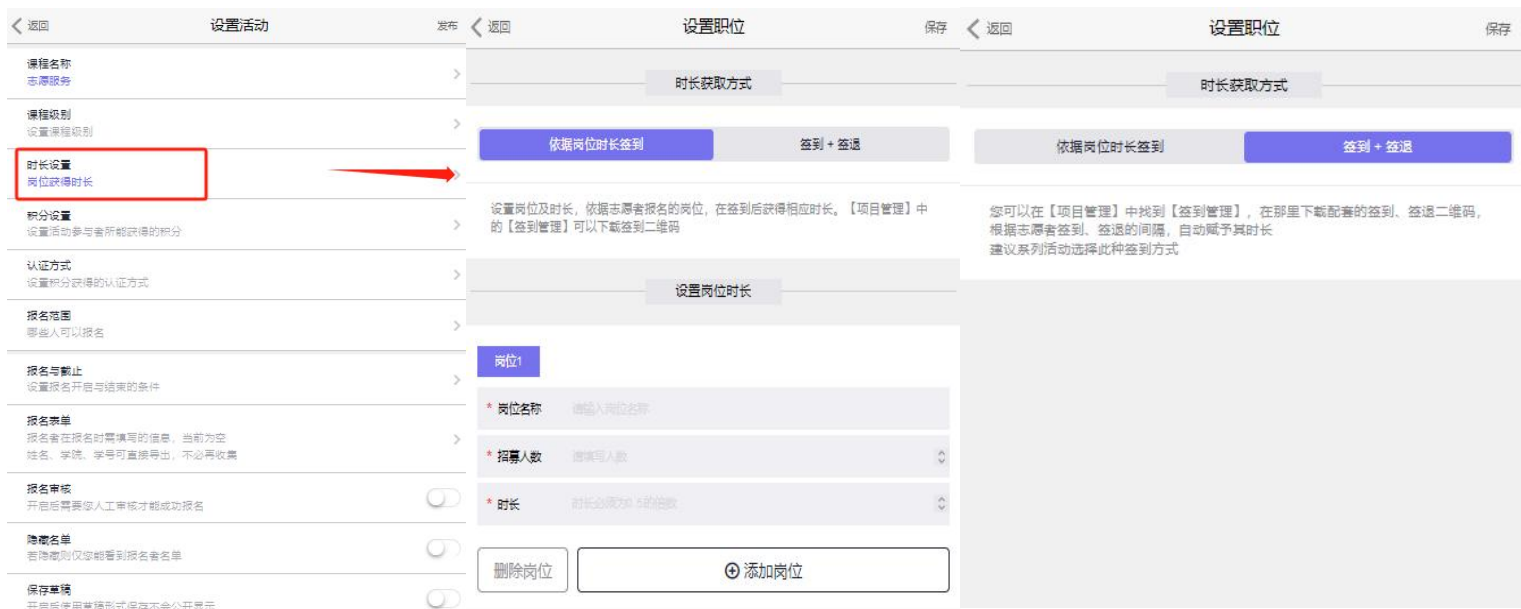 返回
设置活动
发布
课程名称
志愿服务
课程级别
设置课程级别
时长设置
岗位获得时长
积分设置
设置活动参与者所能获得的积分
认证方式
设置积分获得的认证方式
报名范围
哪些人可以报名
报名与截止
设置报名开启与结束的条件
报名表单
报名者在报名时需填写的信息，当前为空
姓名、学院、学号可直接导出，不必再收集
报名审核
开启后需要您人工审核才能成功报名
隐藏名单
若隐藏则仅您能看到报名者名单
保存草稿
开启后使用草稿形式保存不会公开显示
返回
设置职位
保存
时长获取方式
依据岗位时长签到
签到 + 签退
设置岗位及时长，依据志愿者报名的岗位，在签到后获得相应时长。【项目管理】中
的【签到管理】可以下载签到二维码
设置岗位时长
岗位1
* 岗位名称 请输入岗位名称
* 招募人数 请填写人数
* 时长 时长必须为0.5的倍数
删除岗位
添加岗位
返回
设置职位
保存
时长获取方式
依据岗位时长签到
签到 + 签退
您可以在【项目管理】中找到【签到管理】，在那里下载配套的签到、签退二维码，
根据志愿者签到、签退的间隔，自动赋予其时长
建议系列活动选择此种签到方式